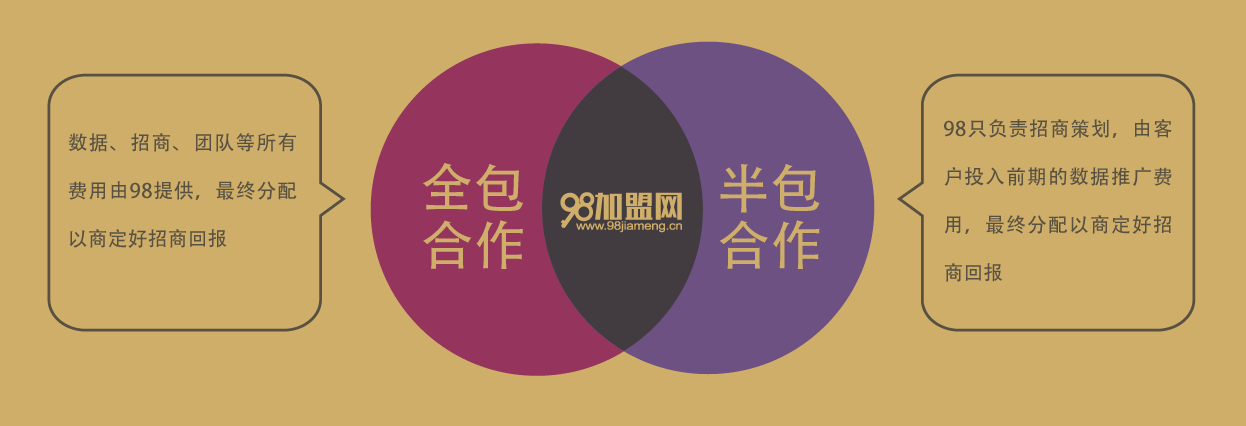 数据、招商、团队等所有
费用由98提供，最终分配
以商定好招商回报
全包
合作
98加盟网
www.98jiameng.cn
半包
合作
98只负责招商策划，由客
户投入前期的数据推广费
用，最终分配以商定好招
商回报